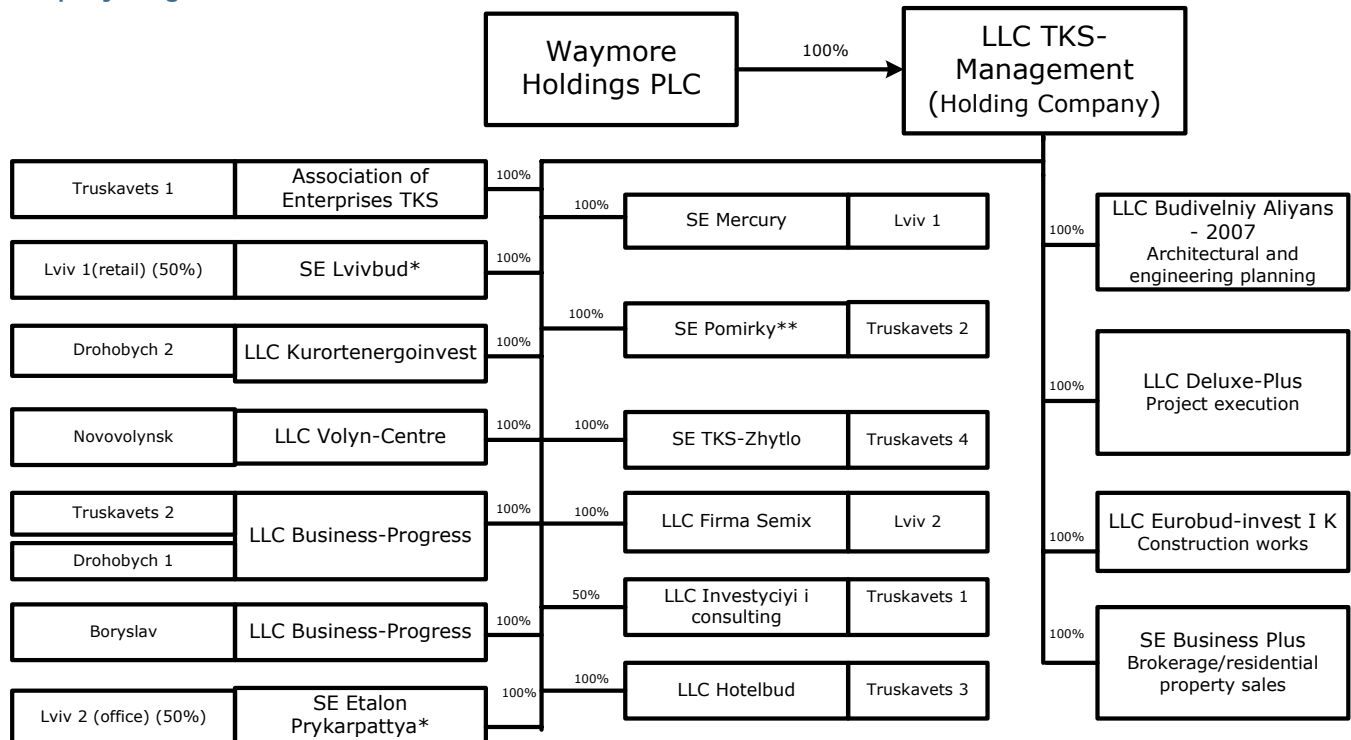 Waymore
Holdings PLC
100%
LLC TKS-
Management
(Holding Company)
Truskavets 1
Association of
Enterprises TKS
100%
Lviv 1(retail) (50%)
SE Lvivbud*
100%
Drohobych 2
LLC Kurortenergoinvest
100%
Novovolynsk
LLC Volyn-Centre
100%
Truskavets 2
Drohobych 1
LLC Business-Progress
100%
Boryslav
LLC Business-Progress
100%
Lviv 2 (office) (50%)
SE Etalon
Prykarpattya*
100%
100%
SE Mercury
Lviv 1
100%
SE Pomirky**
Truskavets 2
100%
SE TKS-Zhytlo
Truskavets 4
100%
LLC Firma Semix
Lviv 2
50%
LLC Investyciyi i
consulting
Truskavets 1
100%
LLC Hotelbud
Truskavets 3
100%
LLC Budivelniy Aliyans
- 2007
Architectural and
engineering planning
100%
LLC Deluxe-Plus
Project execution
100%
LLC Eurobud-invest I K
Construction works
100%
SE Business Plus
Brokerage/residential
property sales